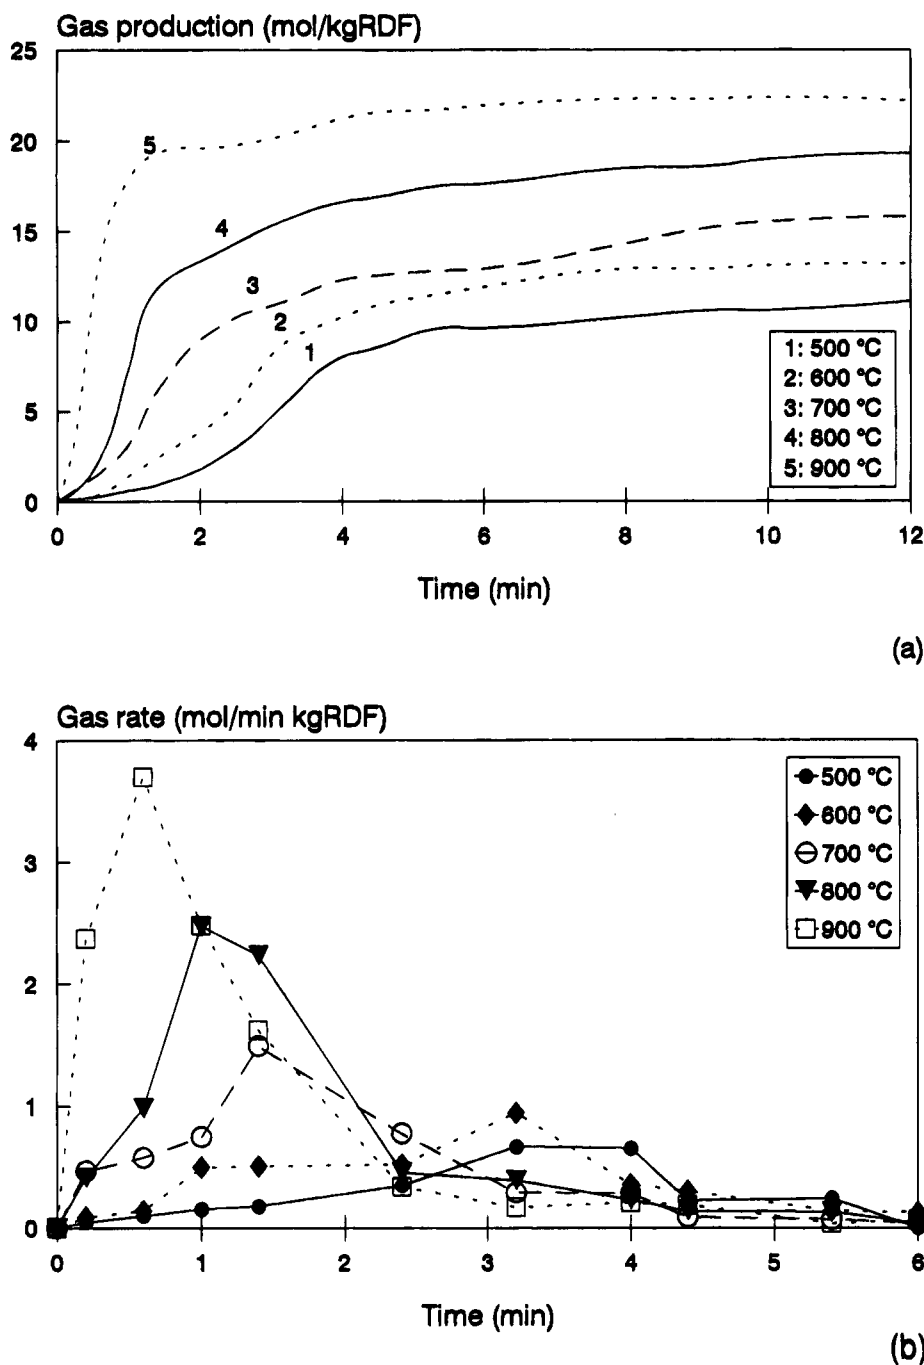 Gas production (mol/kgRDF)
25
20
15
10
5
0
5
4
3
2
1
1: 500 °C
2: 600 °C
3: 700 °C
4: 800 °C
5: 900 °C
0 2 4 6 8 10 12
Time (min)
(a)
Gas rate (mol/min kgRDF)
4
3
2
1
0
500 °C
600 °C
700 °C
800 °C
900 °C
0 1 2 3 4 5 6
Time (min)
(b)